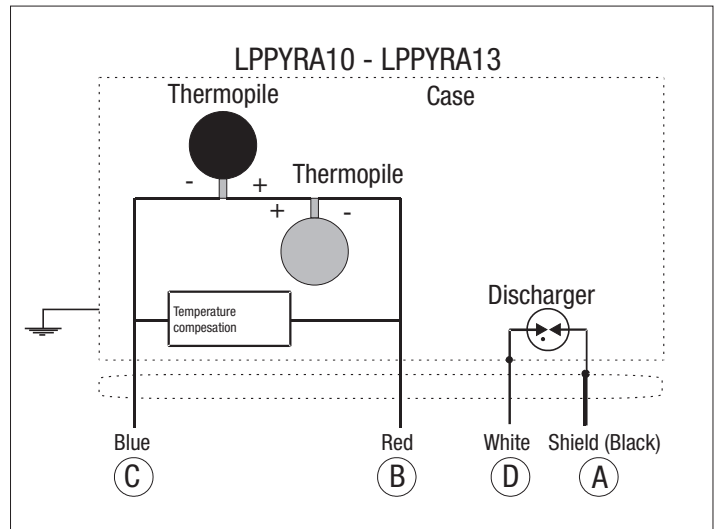 LPPYRA10 - LPPYRA13
Thermopile
Case
Thermopile
- +
+ -
Discharger
Temperature
compesation
Blue
Red
White
Shield (Black)
C
B
D
A